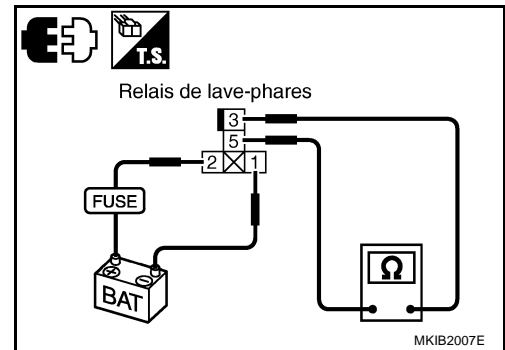 T.S.
Relais de lave-phares
3
5
2 1
FUSE
Ω
+ -
BAT
MKIB2007E